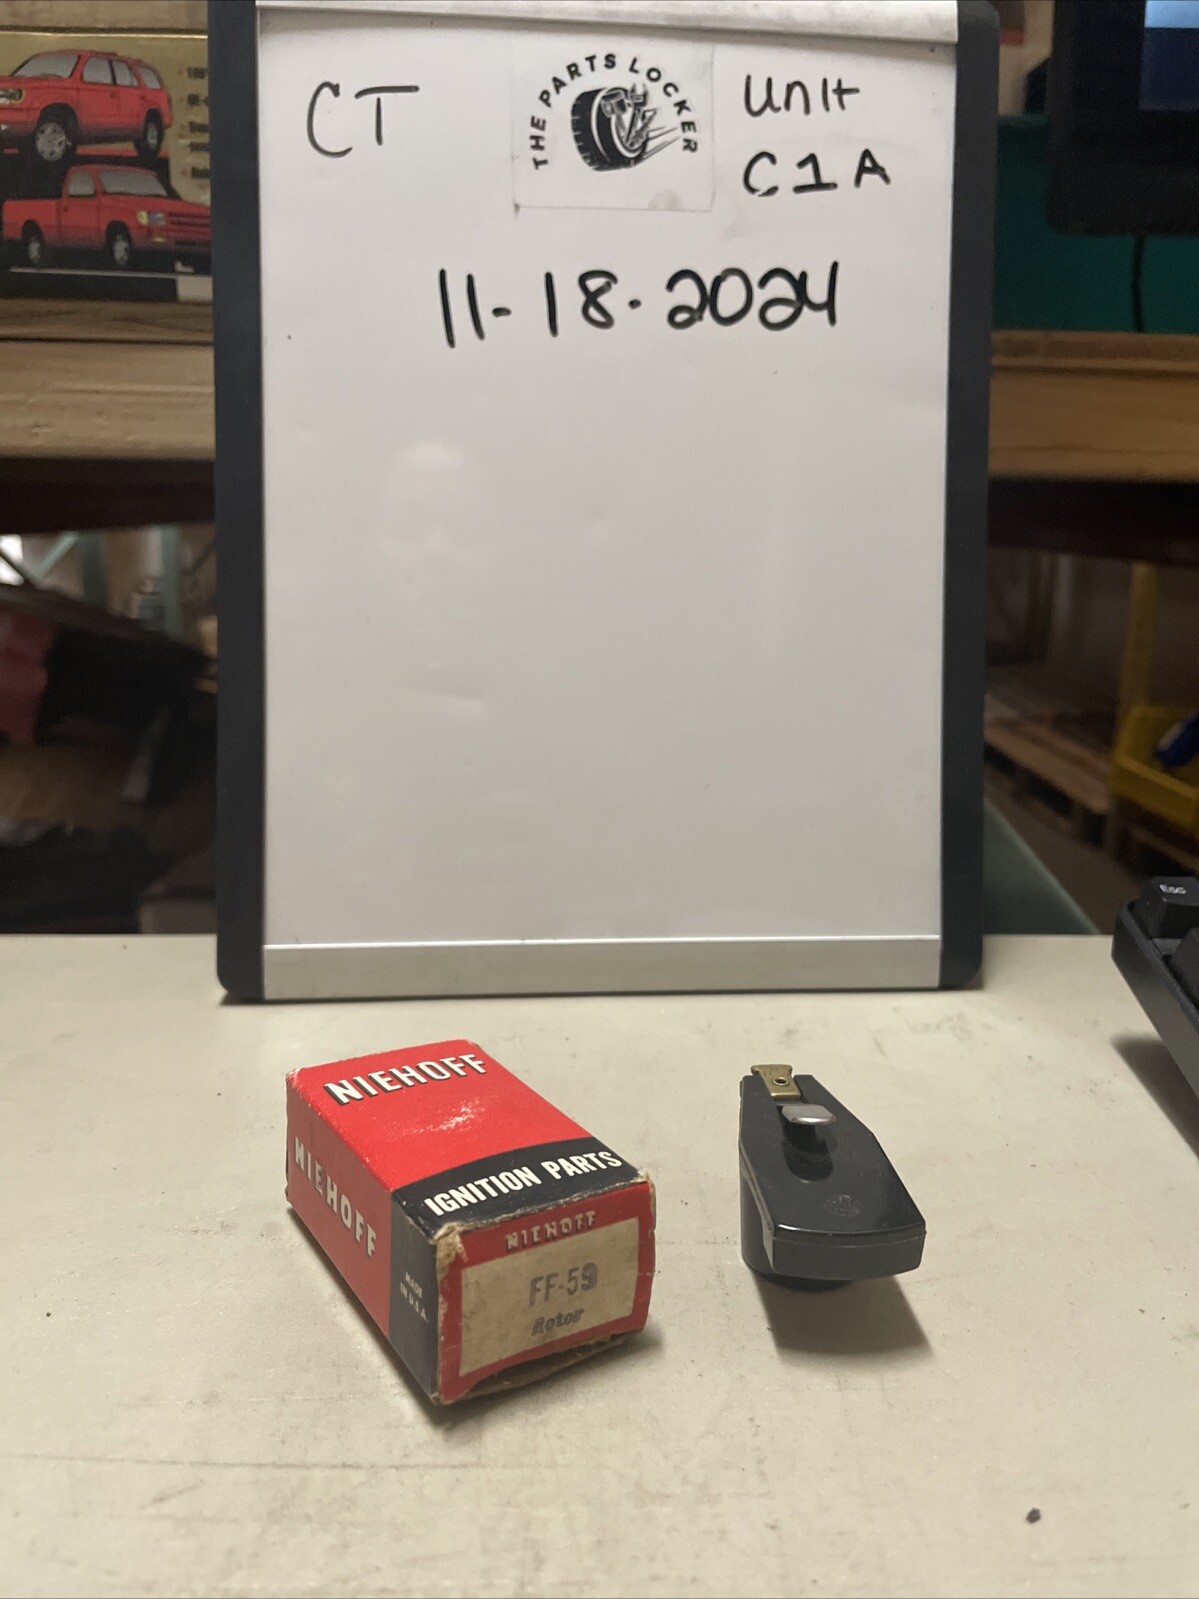 CT
THE PARTS LOCKER
Unit
C1A
11-18-2024
Esc
NIEHOFF
IGNITION PARTS
NIEHOFF
MADE
IN U.S.A.
NIEHOFF
FF-59
Rotor